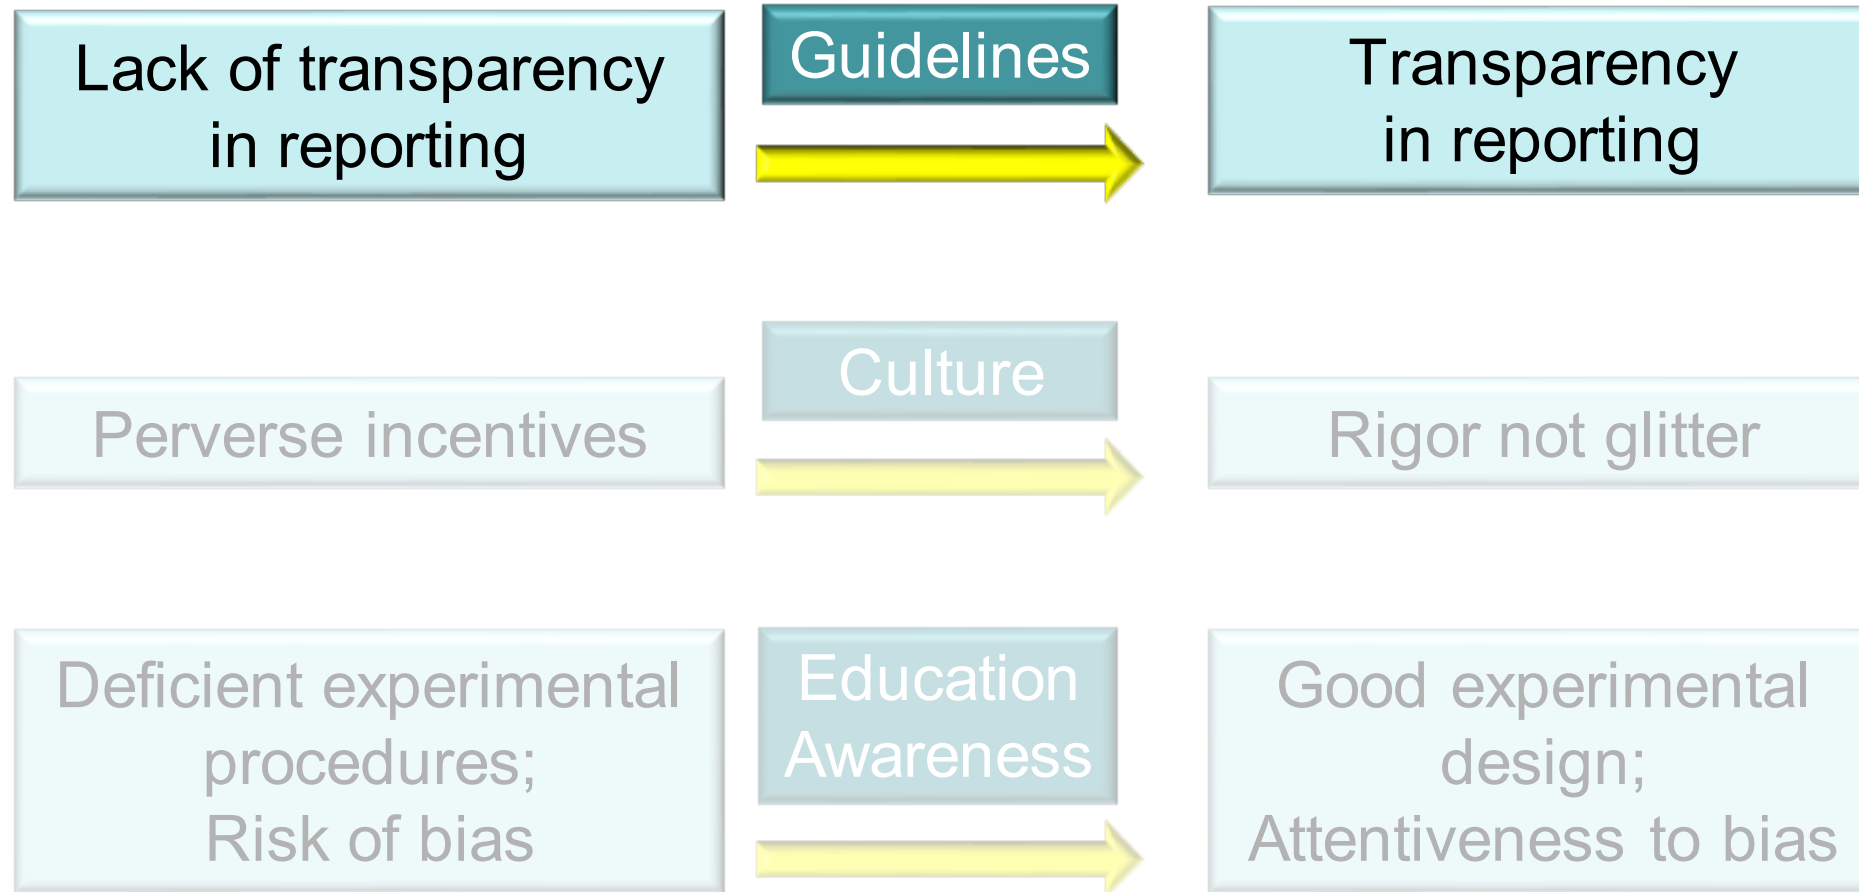 Lack of transparency
in reporting
Guidelines
Transparency
in reporting
Perverse incentives
Culture
Rigor not glitter
Deficient experimental
procedures;
Risk of bias
Education
Awareness
Good experimental
design;
Attentiveness to bias